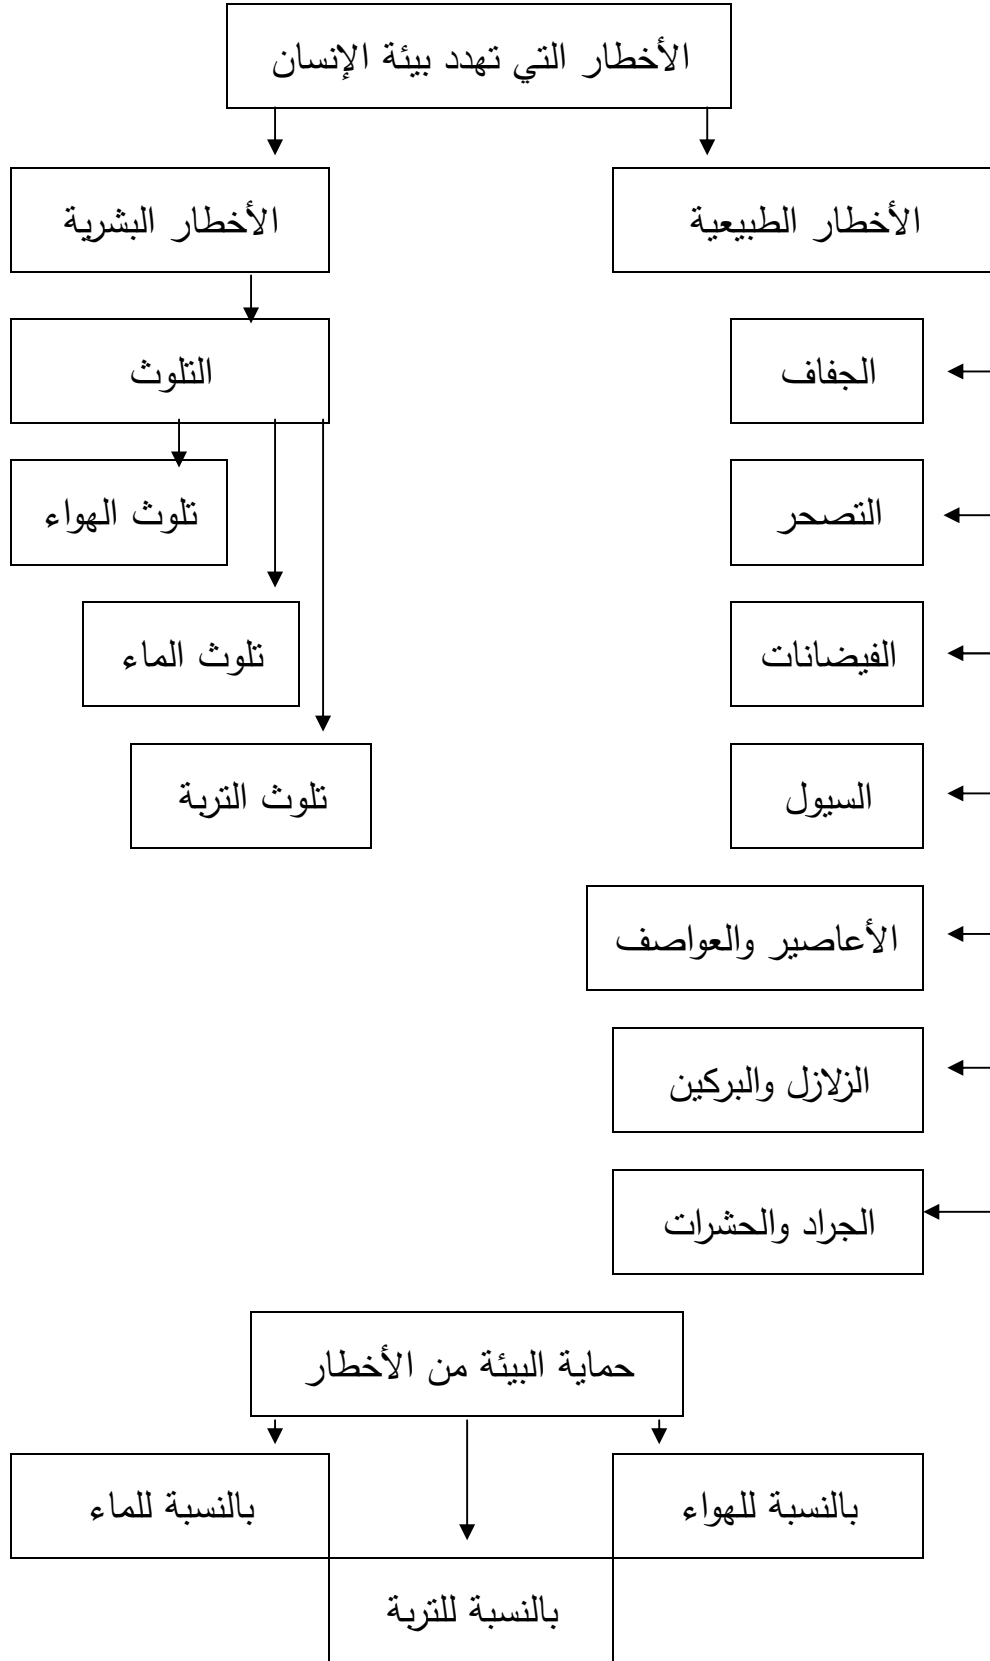 الأخطار التي تهدد بيئة الإنسان
الأخطار الطبيعية
الأخطار البشرية
الجفاف
التلوث
التصحر
تلوث الهواء
الفيضانات
تلوث الماء
السيول
تلوث التربة
الأعاصير والعواصف
الزلازل والبركين
الجراد والحشرات
حماية البيئة من الأخطار
بالنسبة للهواء
بالنسبة للماء
بالنسبة للتربة